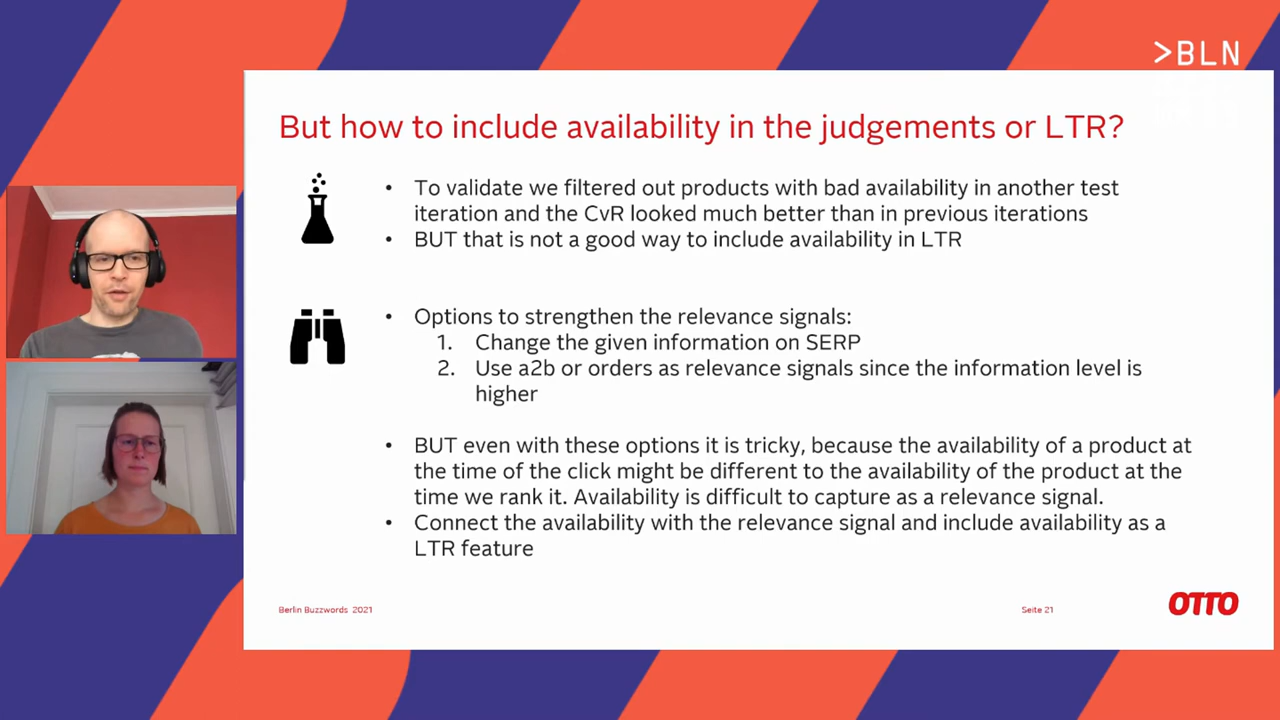 >BLN
But how to include availability in the judgements or LTR?
• To validate we filtered out products with bad availability in another test
iteration and the CvR looked much better than in previous iterations
• BUT that is not a good way to include availability in LTR
• Options to strengthen the relevance signals:
1. Change the given information on SERP
2. Use a2b or orders as relevance signals since the information level is
higher
• BUT even with these options it is tricky, because the availability of a product at
the time of the click might be different to the availability of the product at the
time we rank it. Availability is difficult to capture as a relevance signal.
• Connect the availability with the relevance signal and include availability as a
LTR feature
Berlin Buzzwords 2021
Seite 21
OTTO